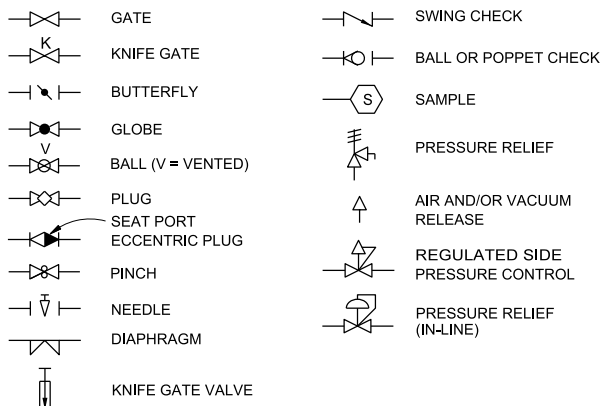 GATE
K
KNIFE GATE
BUTTERFLY
GLOBE
V
BALL (V = VENTED)
PLUG
SEAT PORT
ECCENTRIC PLUG
PINCH
NEEDLE
DIAPHRAGM
KNIFE GATE VALVE
SWING CHECK
BALL OR POPPET CHECK
S
SAMPLE
PRESSURE RELIEF
AIR AND/OR VACUUM
RELEASE
REGULATED SIDE
PRESSURE CONTROL
PRESSURE RELIEF
(IN-LINE)